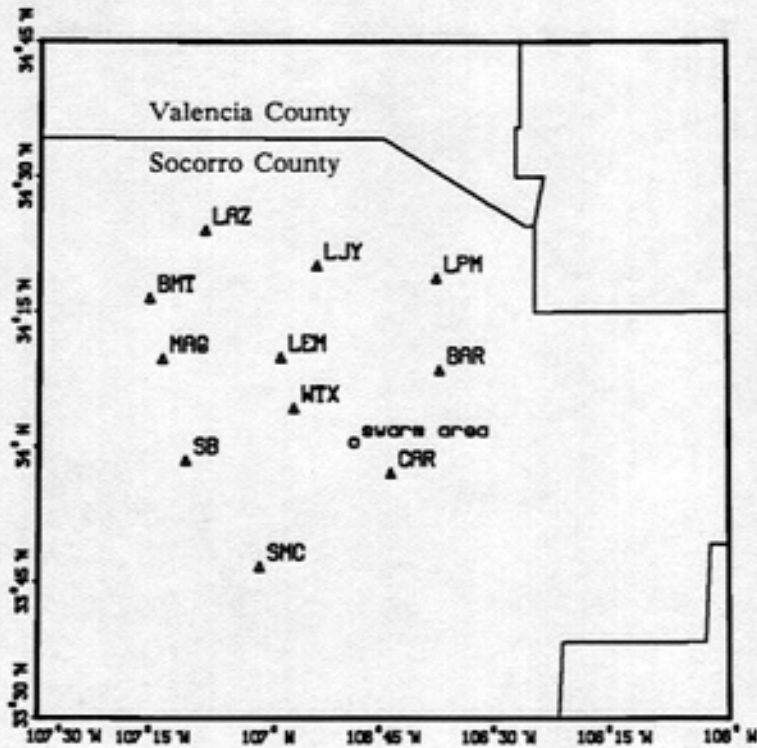 34°45' N
Valencia County
Socorro County
34°30' N
LAZ
LJY
LPM
BMT
34°15' N
MAG
LEM
BAR
WTX
swarm area
34° N
SB
CAR
SMC
33°45' N
33°30' N
107°30' W 107°15' W 107° W 106°45' W 106°30' W 106°15' W 106° W